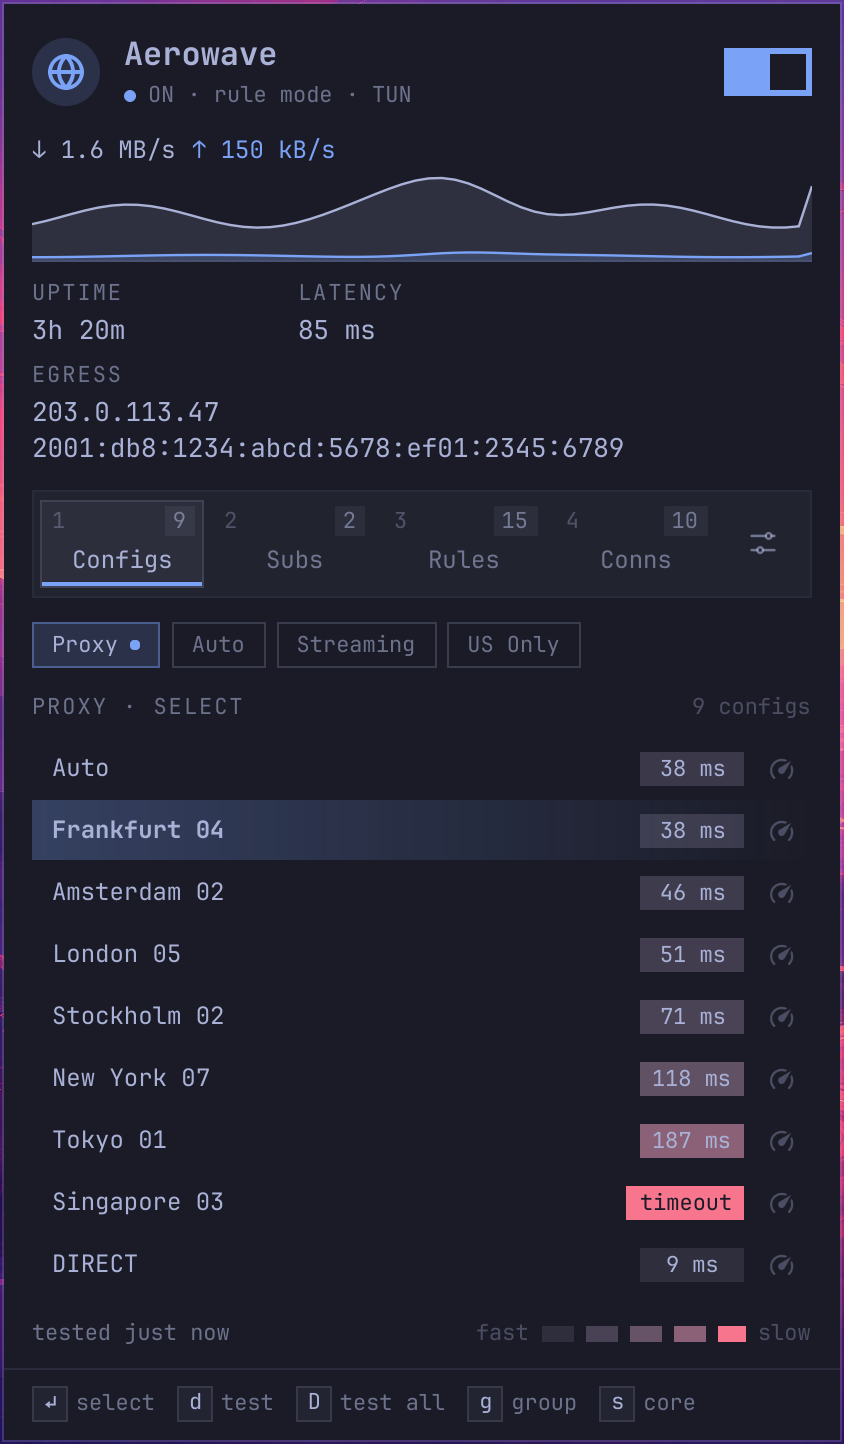 Aerowave
ON · rule mode · TUN
↓ 1.6 MB/s ↑ 150 kB/s
UPTIME LATENCY
3h 20m 85 ms
EGRESS
203.0.113.47
2001:db8:1234:abcd:5678:ef01:2345:6789
1 9 2 2 3 15 4 10
Configs Subs Rules Conns
Proxy Auto Streaming US Only
PROXY · SELECT 9 configs
Auto 38 ms
Frankfurt 04 38 ms
Amsterdam 02 46 ms
London 05 51 ms
Stockholm 02 71 ms
New York 07 118 ms
Tokyo 01 187 ms
Singapore 03 timeout
DIRECT 9 ms
tested just now fast slow
↵ select d test D test all g group s core